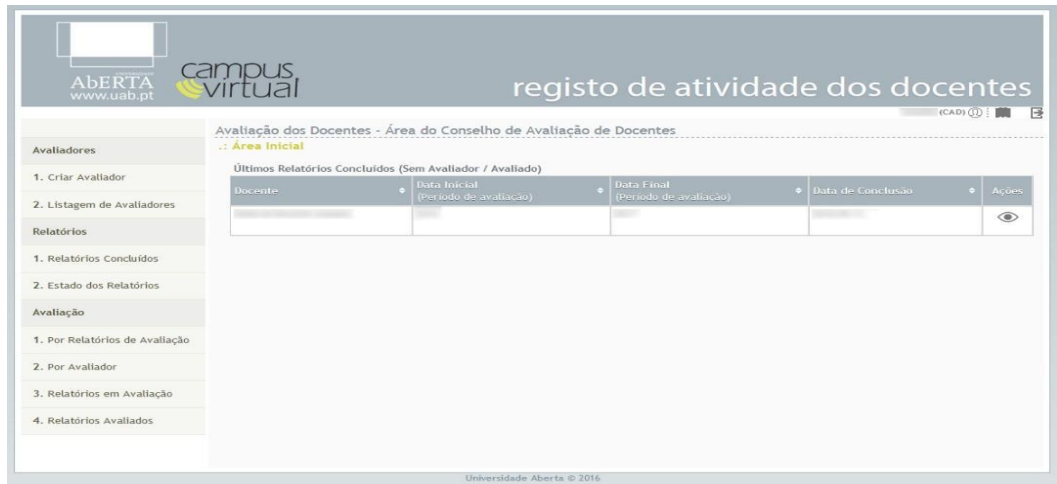 AbERTA
www.uab.pt
campus
virtual
registo de atividade dos docentes
(CAD)
Avaliação dos Docentes - Área do Conselho de Avaliação de Docentes
.: Área Inicial
Avaliadores
1. Criar Avaliador
2. Listagem de Avaliadores
Relatórios
1. Relatórios Concluídos
2. Estado dos Relatórios
Avaliação
1. Por Relatórios de Avaliação
2. Por Avaliador
3. Relatórios em Avaliação
4. Relatórios Avaliados
Últimos Relatórios Concluídos (Sem Avaliador / Avaliado)
Docente
Data Inicial
(Período de avaliação)
Data Final
(Período de avaliação)
Data de Conclusão
Ações
Universidade Aberta © 2016